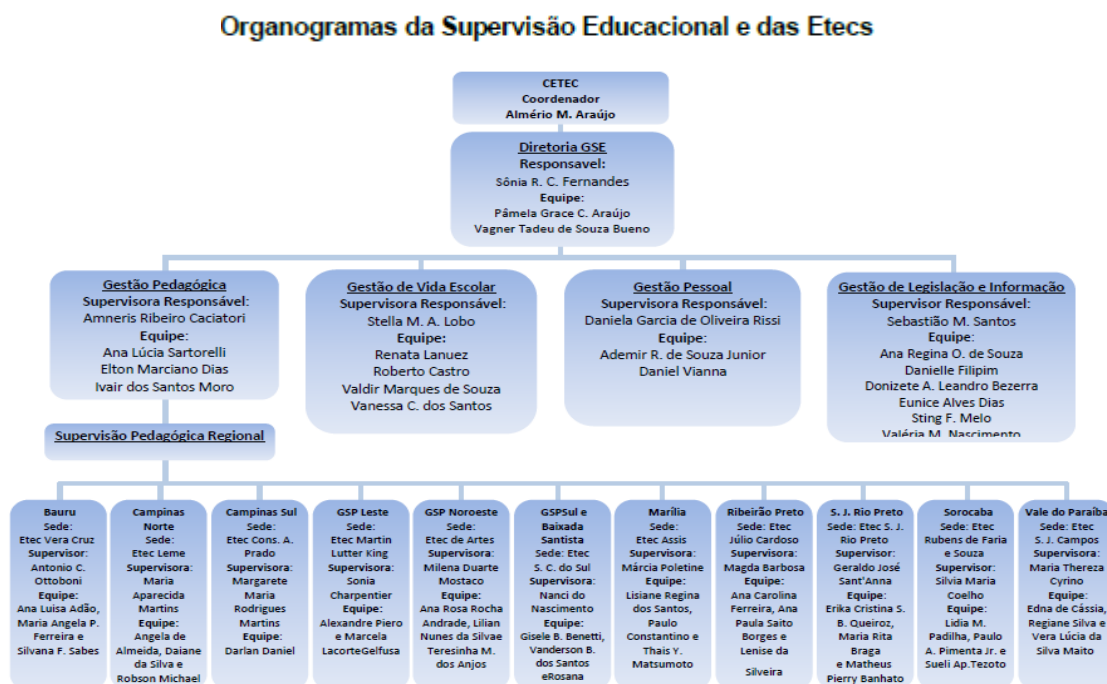 Organogramas da Supervisão Educacional e das Etecs
CETEC
Coordenador
Almério M. Araújo
Diretoria GSE
Responsavel:
Sônia R. C. Fernandes
Equipe:
Pâmela Grace C. Araújo
Vagner Tadeu de Souza Bueno
Gestão Pedagógica
Supervisora Responsável:
Amneris Ribeiro Caciatori
Equipe:
Ana Lúcia Sartorelli
Elton Marciano Dias
Ivair dos Santos Moro
Gestão de Vida Escolar
Supervisora Responsável:
Stella M. A. Lobo
Equipe:
Renata Lanuez
Roberto Castro
Valdir Marques de Souza
Vanessa C. dos Santos
Gestão Pessoal
Supervisora Responsável:
Daniela Garcia de Oliveira Rissi
Equipe:
Ademir R. de Souza Junior
Daniel Vianna
Gestão de Legislação e Informação
Supervisor Responsável:
Sebastião M. Santos
Equipe:
Ana Regina O. de Souza
Danielle Filipim
Donizete A. Leandro Bezerra
Eunice Alves Dias
Sting F. Melo
Valéria M. Nascimento
Supervisão Pedagógica Regional
Bauru
Sede:
Etec Vera Cruz
Supervisor:
Antonio C.
Ottoboni
Equipe:
Ana Luisa Adão,
Maria Angela P.
Ferreira e
Silvana F. Sabes
Campinas
Norte
Sede:
Etec Leme
Supervisora:
Maria
Aparecida
Martins
Equipe:
Angela de
Almeida, Daiane
da Silva e
Robson Michael
Campinas Sul
Sede:
Etec Cons. A.
Prado
Supervisora:
Margarete
Maria
Rodrigues
Martins
Equipe:
Darlan Daniel
GSP Leste
Sede:
Etec Martin
Lutter King
Supervisora:
Sonia
Charpentier
Equipe:
Alexandre Piero
e Marcela
LacorteGelfusa
GSP Noroeste
Sede:
Etec de Artes
Supervisora:
Milena Duarte
Mostaco
Equipe:
Ana Rosa Rocha
Andrade, Lilian
Nunes da Silvae
Teresinha M.
dos Anjos
GSPSul e
Baixada
Santista
Sede: Etec
S. C. do Sul
Supervisora:
Nanci do
Nascimento
Equipe:
Gisele B. Benetti,
Vanderson B.
dos Santos
eRosana
Marília
Sede:
Etec Assis
Supervisora:
Márcia Poletine
Equipe:
Lisiane Regina
dos Santos,
Paulo
Constantino e
Thais Y.
Matsumoto
Ribeirão Preto
Sede: Etec
Júlio Cardoso
Supervisora:
Magda Barbosa
Equipe:
Ana Carolina
Ferreira, Ana
Paula Saito
Borges e
Lenise da
Silveira
S. J. Rio Preto
Sede: Etec S. J.
Rio Preto
Supervisor:
Geraldo José
Sant'Anna
Equipe:
Erika Cristina S.
B. Queiroz,
Maria Rita
Braga
e Matheus
Pierry Banhato
Sorocaba
Sede: Etec
Rubens de Faria
e Souza
Supervisor:
Silvia Maria
Coelho
Equipe:
Lidia M.
Padilha, Paulo
A. Pimenta Jr. e
Sueli Ap.Tezoto
Vale do Paraíba
Sede: Etec
S. J. Campos
Supervisora:
Maria Thereza
Cyrino
Equipe:
Edna de Cássia,
Regiane Silva e
Vera Lúcia da
Silva Maito